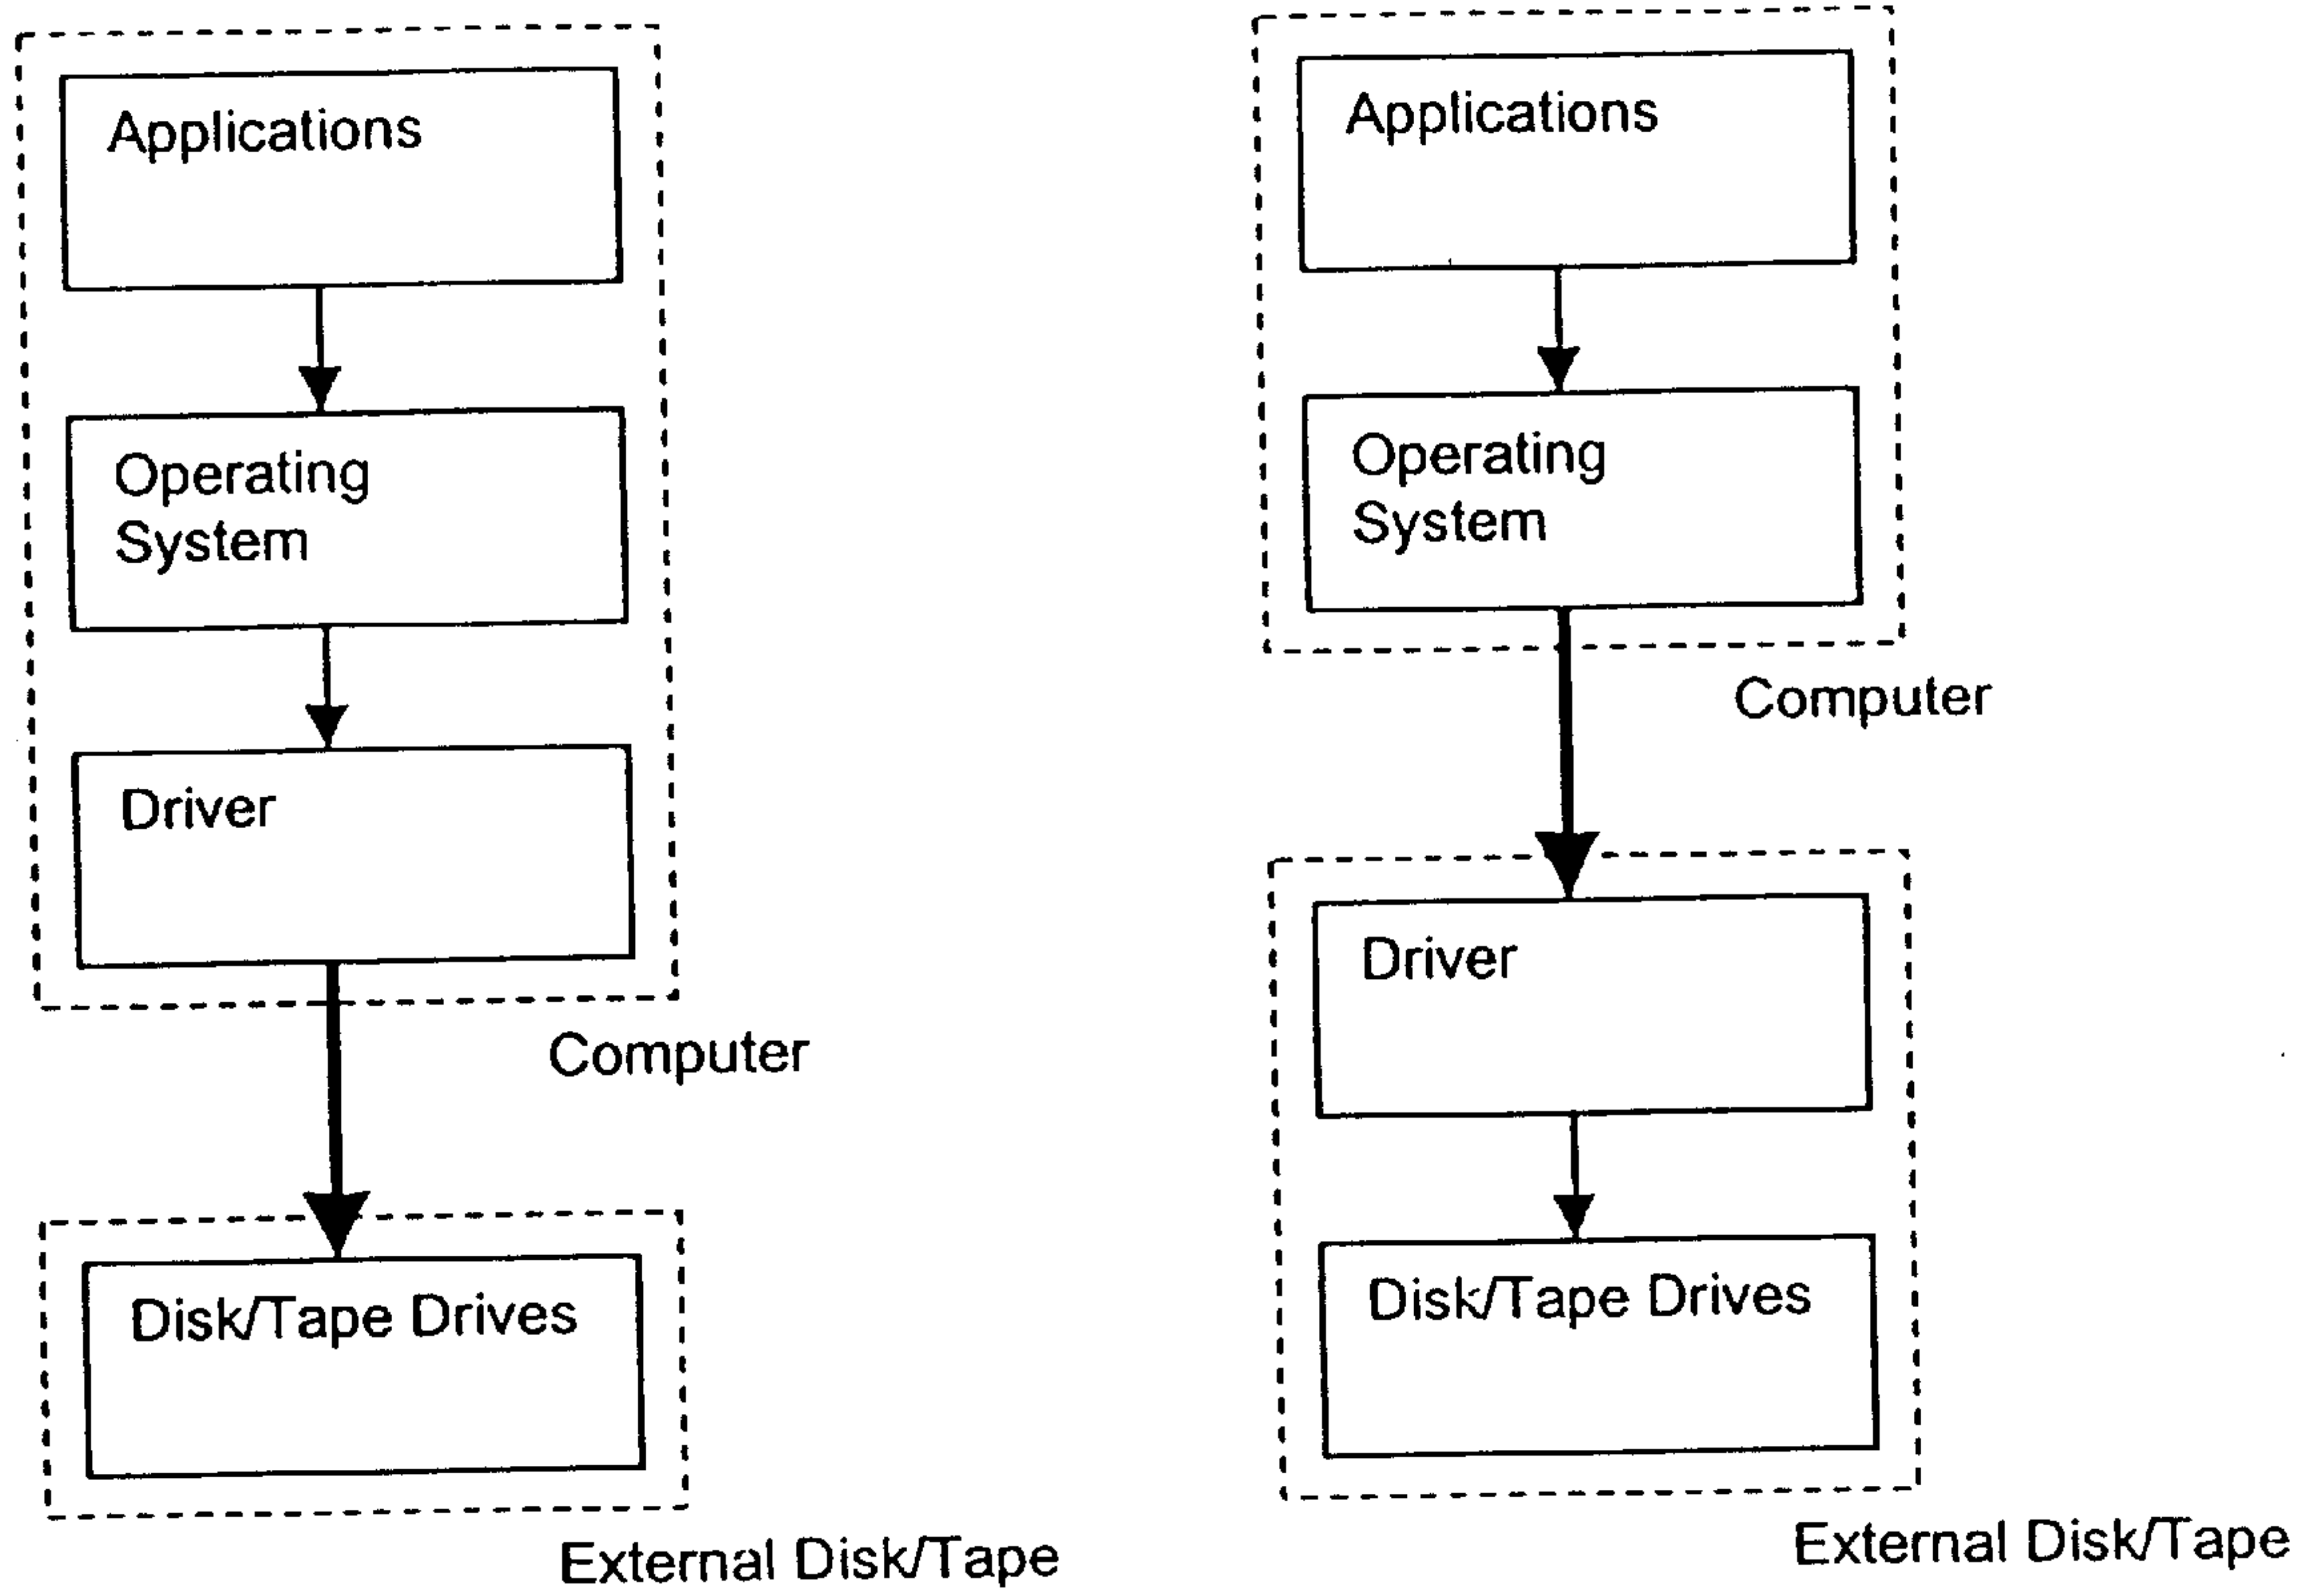 Applications
Operating
System
Driver
Computer
Disk/Tape Drives
External Disk/Tape
Applications
Operating
System
Computer
Driver
Disk/Tape Drives
External Disk/Tape